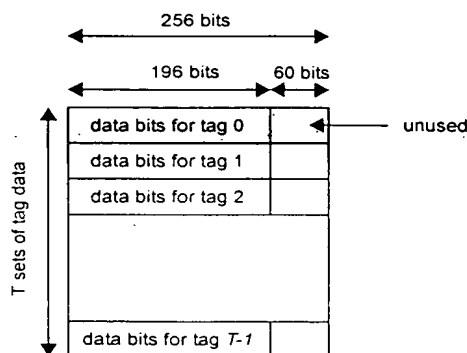 256 bits
196 bits 60 bits
data bits for tag 0 unused
data bits for tag 1
data bits for tag 2
T sets of tag data
data bits for tag T-1